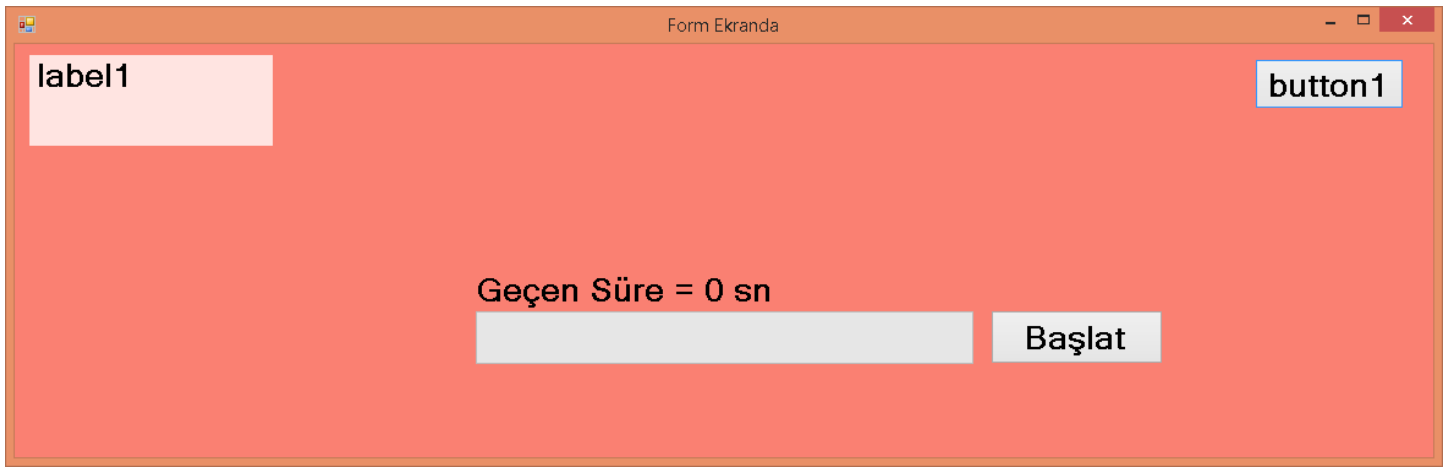 Form Ekranda
label1
button1
Geçen Süre = 0 sn
Başlat